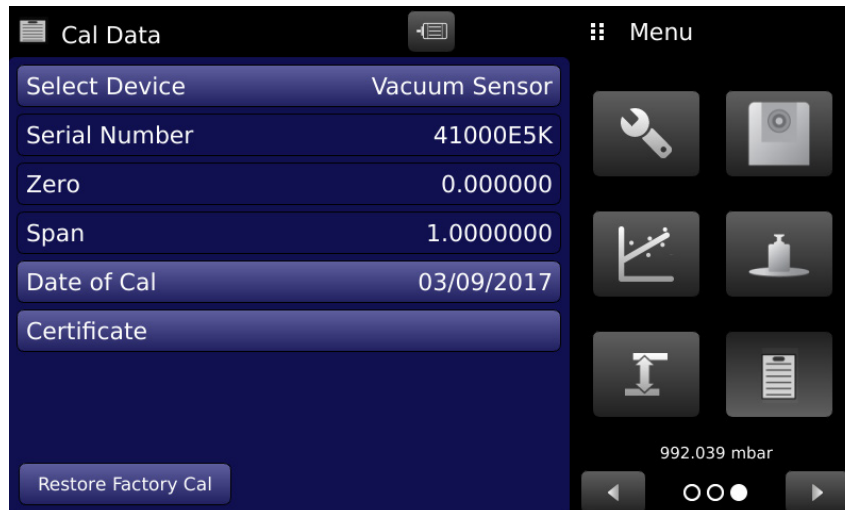 Cal Data
Select Device Vacuum Sensor
Serial Number 41000E5K
Zero 0.000000
Span 1.0000000
Date of Cal 03/09/2017
Certificate
Restore Factory Cal
Menu
992.039 mbar